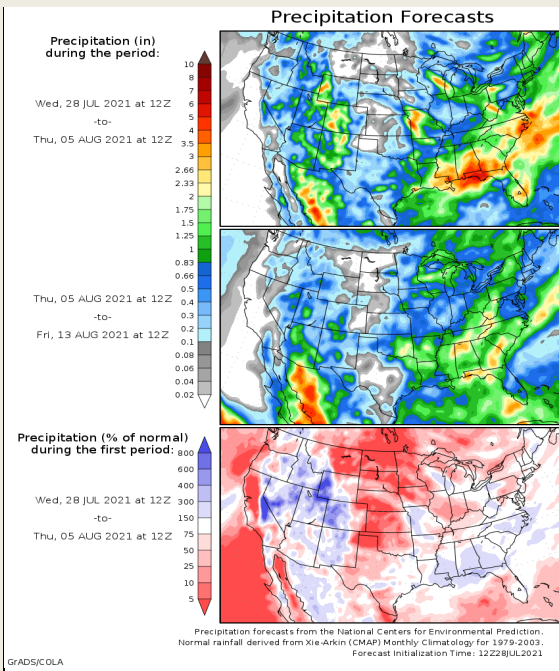 Precipitation Forecasts
Precipitation (in)
during the period:
Wed, 28 JUL 2021 at 12Z
-to-
Thu, 05 AUG 2021 at 12Z
10
8
7
6
5
4
3.5
3
2.66
2.33
2
1.75
1.5
1.25
1
0.83
0.66
0.5
0.4
0.3
0.2
0.1
0.08
0.06
0.04
0.02
Thu, 05 AUG 2021 at 12Z
-to-
Fri, 13 AUG 2021 at 12Z
Precipitation (% of normal)
during the first period:
Wed, 28 JUL 2021 at 12Z
-to-
Thu, 05 AUG 2021 at 12Z
800
600
400
300
150
75
50
25
10
5
Precipitation forecasts from the National Centers for Environmental Prediction.
Normal rainfall derived from Xie-Arkin (CMAP) Monthly Climatology for 1979-2003.
Forecast Initialization Time: 12Z28JUL2021
GrADS/COLA